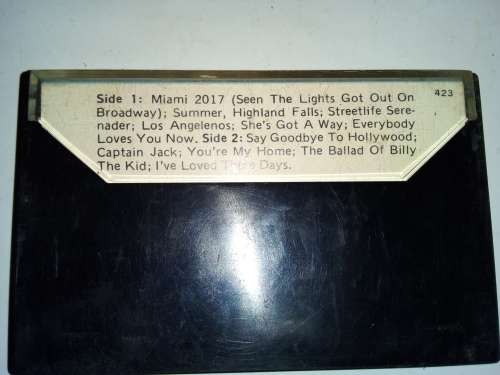 Side 1: Miami 2017 (Seen The Lights Got Out On
Broadway); Summer, Highland Falls; Streetlife Sere-
nader; Los Angelenos; She's Got A Way; Everybody
Loves You Now. Side 2: Say Goodbye To Hollywood;
Captain Jack; You're My Home; The Ballad Of Billy
The Kid; I've Loved These Days.
423